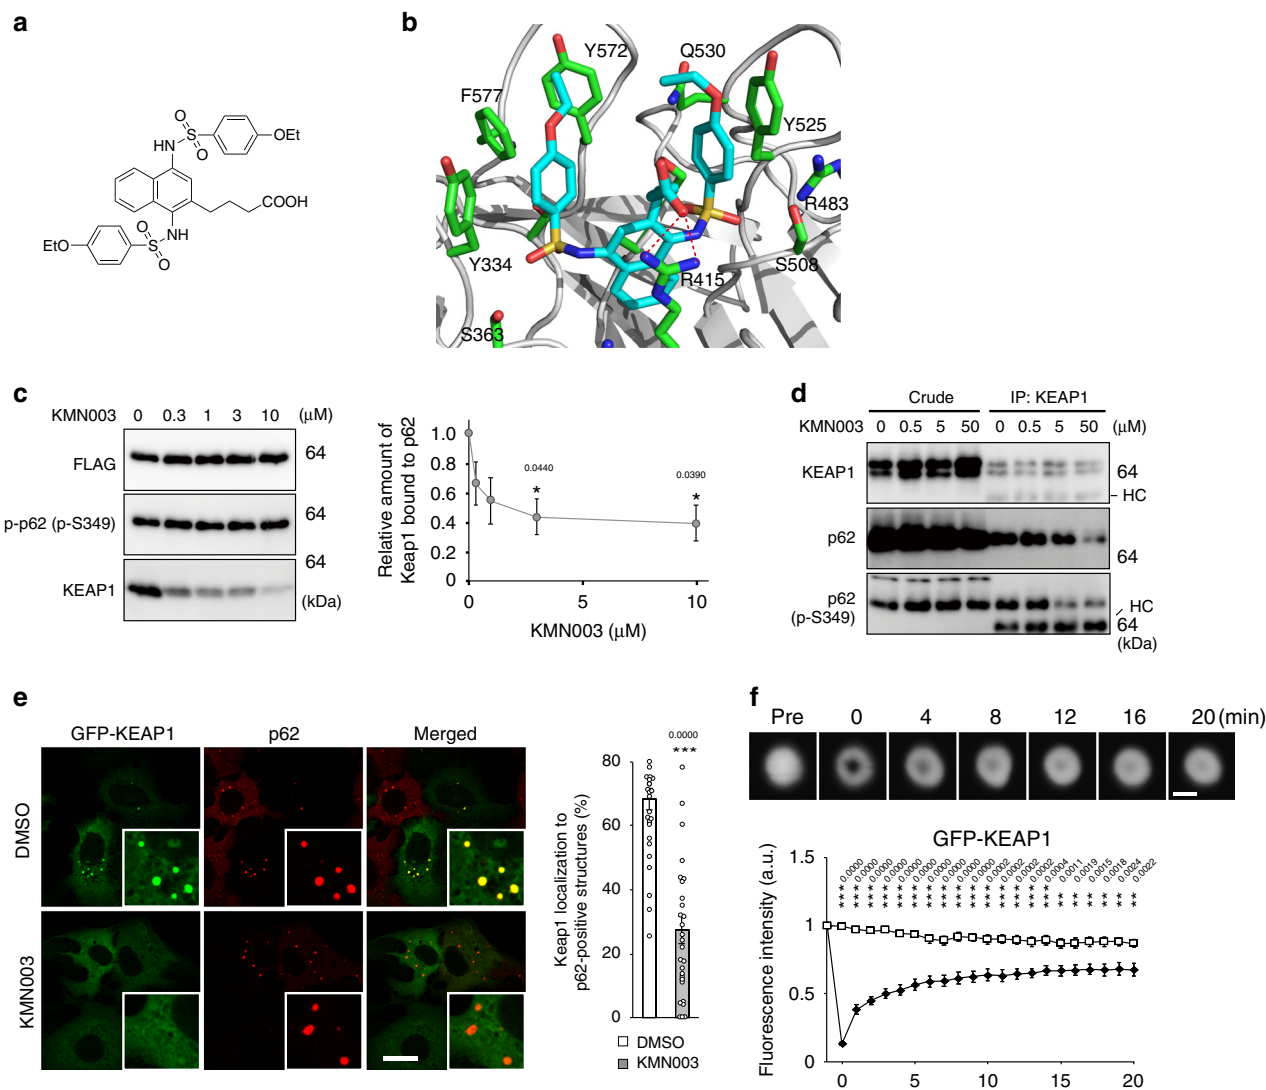 a
O
HN S
O
OEt
COOH
O
EtO S NH
O
b
Y572
Q530
F577
Y525
R483
Y334
R415
S508
S363
c
KMN003 0 0.3 1 3 10 (μM)
FLAG 64
p-p62 (p-S349) 64
64
KEAP1
(kDa)
Relative amount of
Keap1 bound to p62
1.0
0.8
0.6
0.4
0.2
0
0.0440
*
0.0390
*
0 5 10
KMN003 (μM)
d
Crude IP: KEAP1
KMN003 0 0.5 5 50 0 0.5 5 50 (μM)
KEAP1 64
HC
p62
64
p62
(p-S349)
HC
64
(kDa)
e
GFP-KEAP1 p62 Merged
DMSO
KMN003
Keap1 localization to
p62-positive structures (%)
80
60
40
20
0
0.0000
***
DMSO
KMN003
f
Pre 0 4 8 12 16 20 (min)
GFP-KEAP1
Fluorescence intensity (a.u.)
1.5
1
0.5
0
0 5 10 15 20